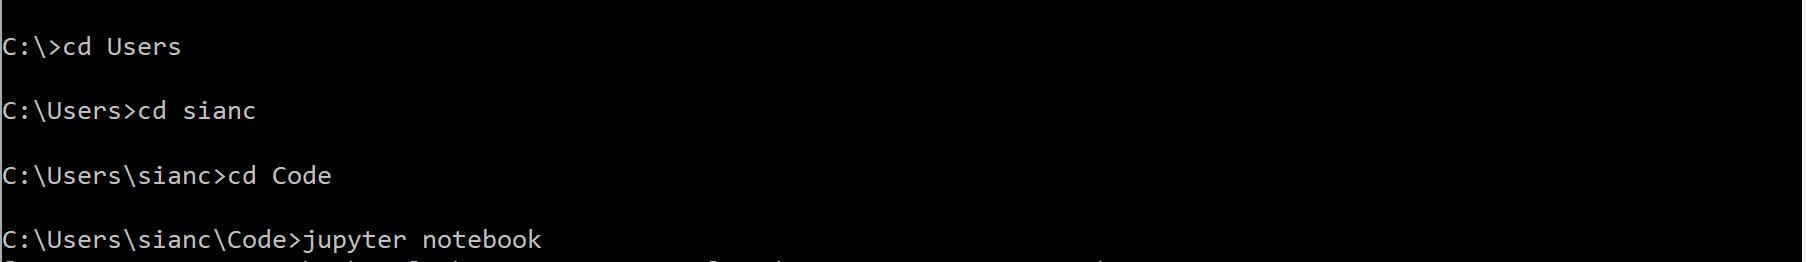 C:\>cd Users
C:\Users>cd sianc
C:\Users\sianc>cd Code
C:\Users\sianc\Code>jupyter notebook